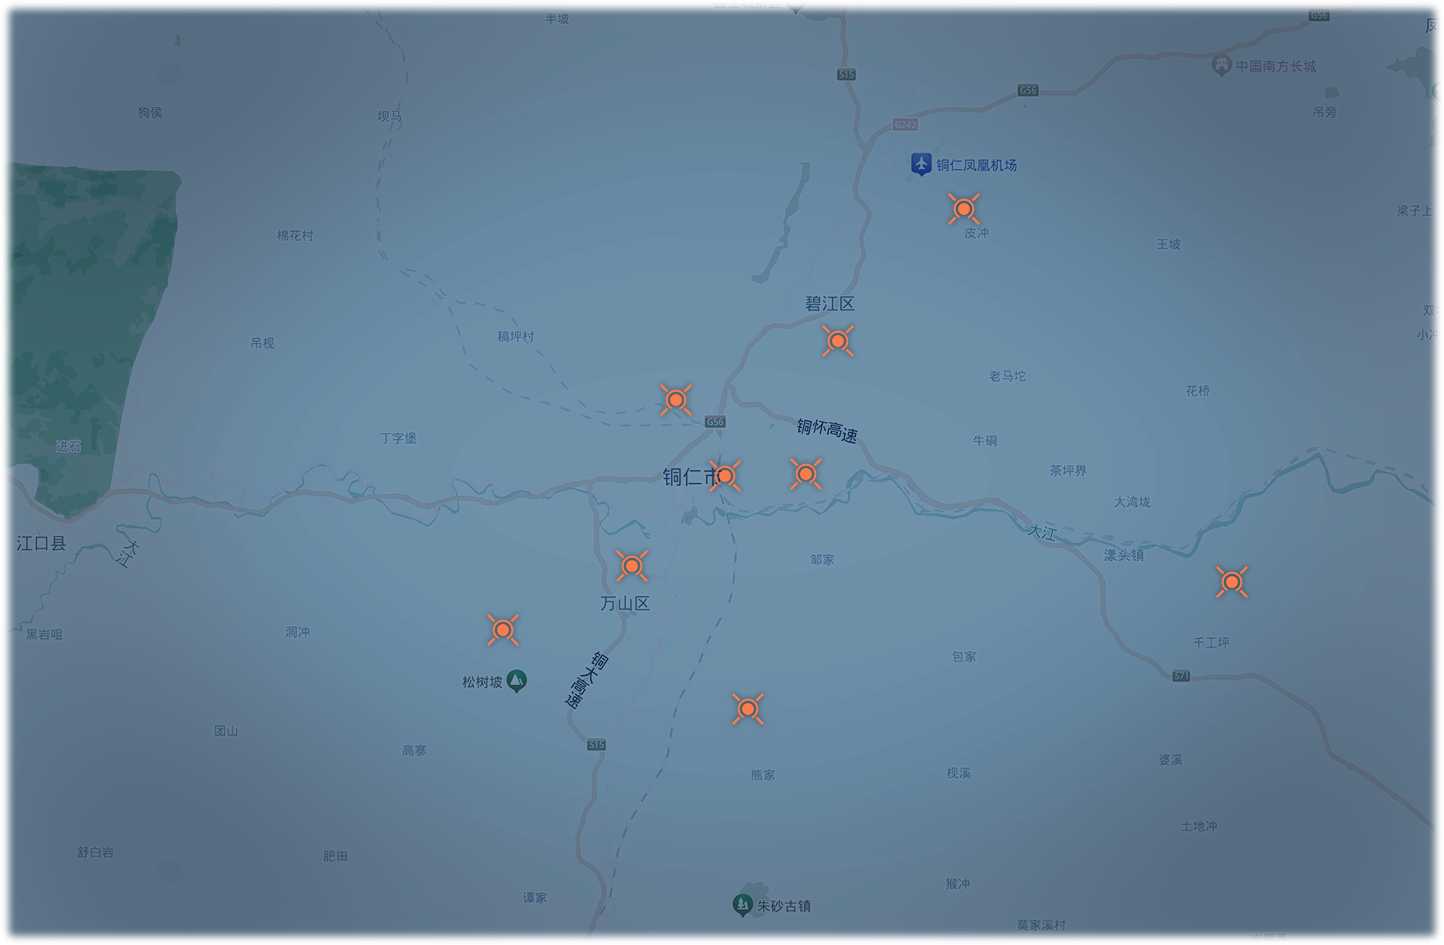 半坡
G56
S15
中国南方长城
G56
吊旁
狗侯
坝马
G242
铜仁凤凰机场
梁子上
皮冲
棉花村
王坡
碧江区
稿坪村
吊枧
老马坨
花桥
G56
铜怀高速
丁字堡
牛硐
进石
茶坪界
铜仁市
大湾垅
大江
江口县
大江
漾头镇
邹家
万山区
黑岩咀
洞冲
千工坪
包家
铜大高速
S71
松树坡
团山
高寨
S15
熊家
枧溪
婆溪
土地冲
舒白岩
肥田
猴冲
谭家
朱砂古镇
莫家溪村